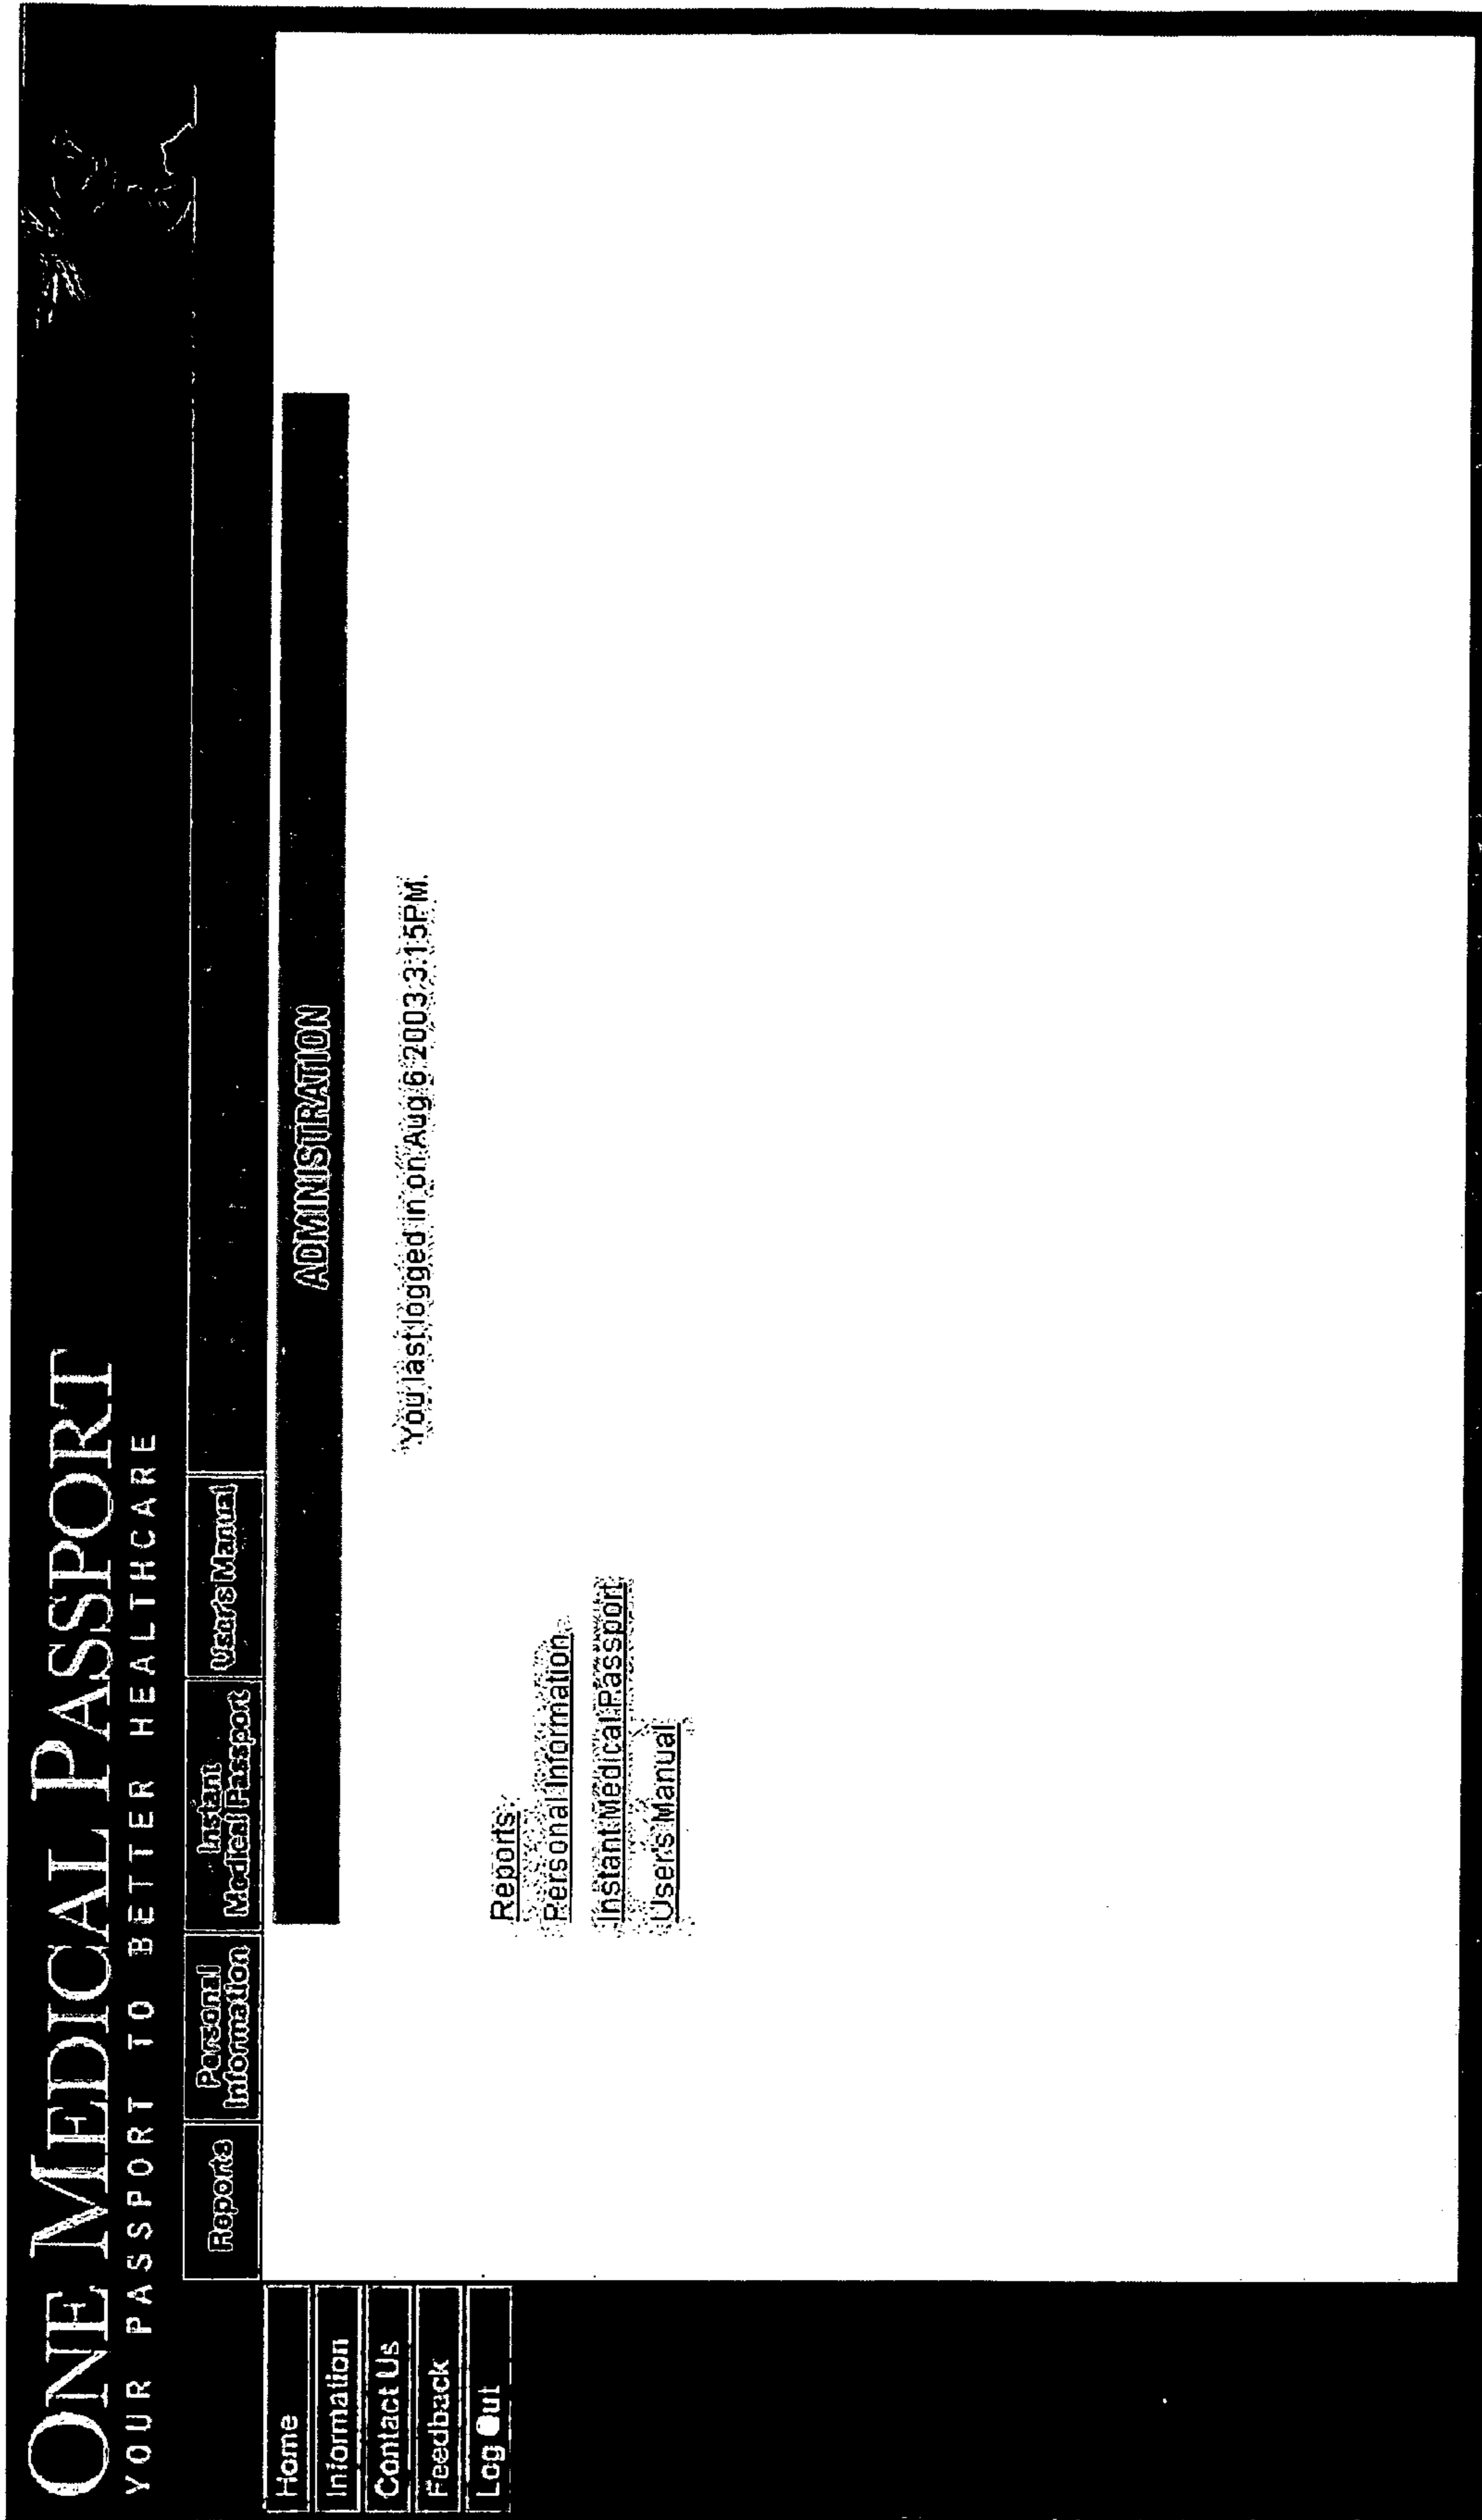 ONE MEDICAL PASSPORT
YOUR PASSPORT TO BETTER HEALTHCARE
Reports
Personal
Information
Instant
Medical Passport
User's Manual
Home
Information
Contact Us
Feedback
Log Out
ADMINISTRATION
You last logged in on Aug 6 2003 3:15PM.
Reports
Personal Information
Instant Medical Passport
User's Manual